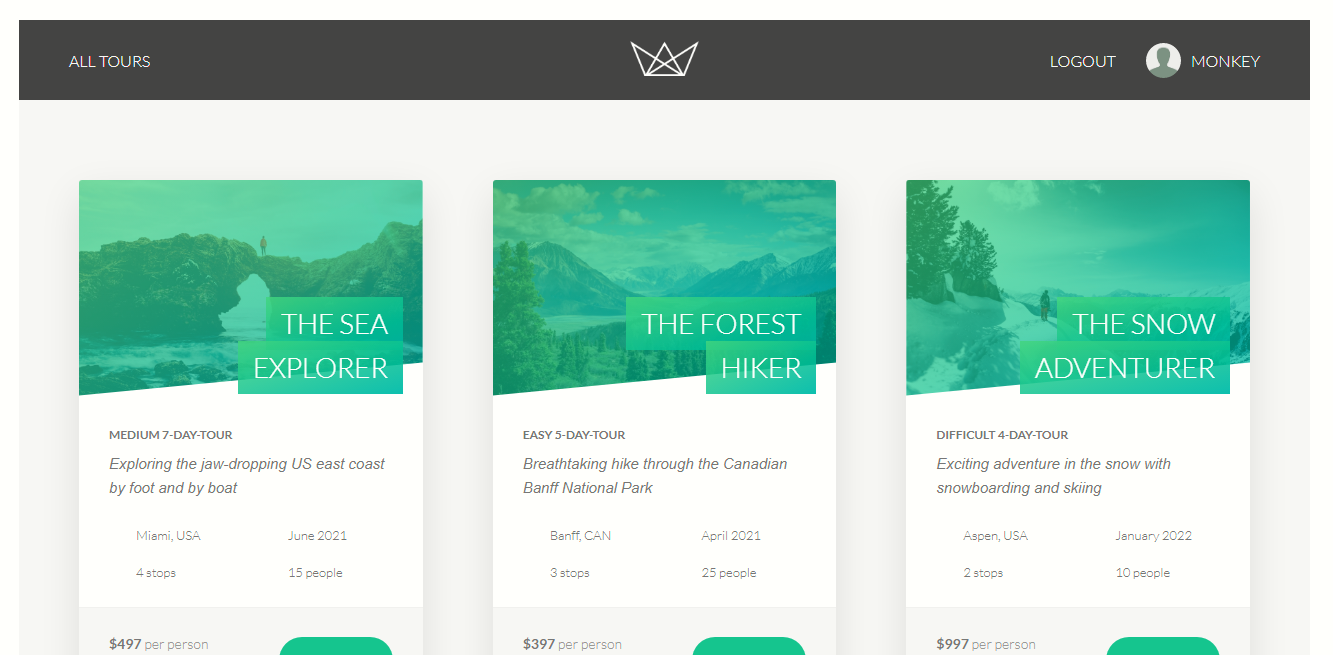 ALL TOURS
LOGOUT
MONKEY
THE SEA
EXPLORER
MEDIUM 7-DAY-TOUR
Exploring the jaw-dropping US east coast
by foot and by boat
Miami, USA
June 2021
4 stops
15 people
$497 per person
THE FOREST
HIKER
EASY 5-DAY-TOUR
Breathtaking hike through the Canadian
Banff National Park
Banff, CAN
April 2021
3 stops
25 people
$397 per person
THE SNOW
ADVENTURER
DIFFICULT 4-DAY-TOUR
Exciting adventure in the snow with
snowboarding and skiing
Aspen, USA
January 2022
2 stops
10 people
$997 per person